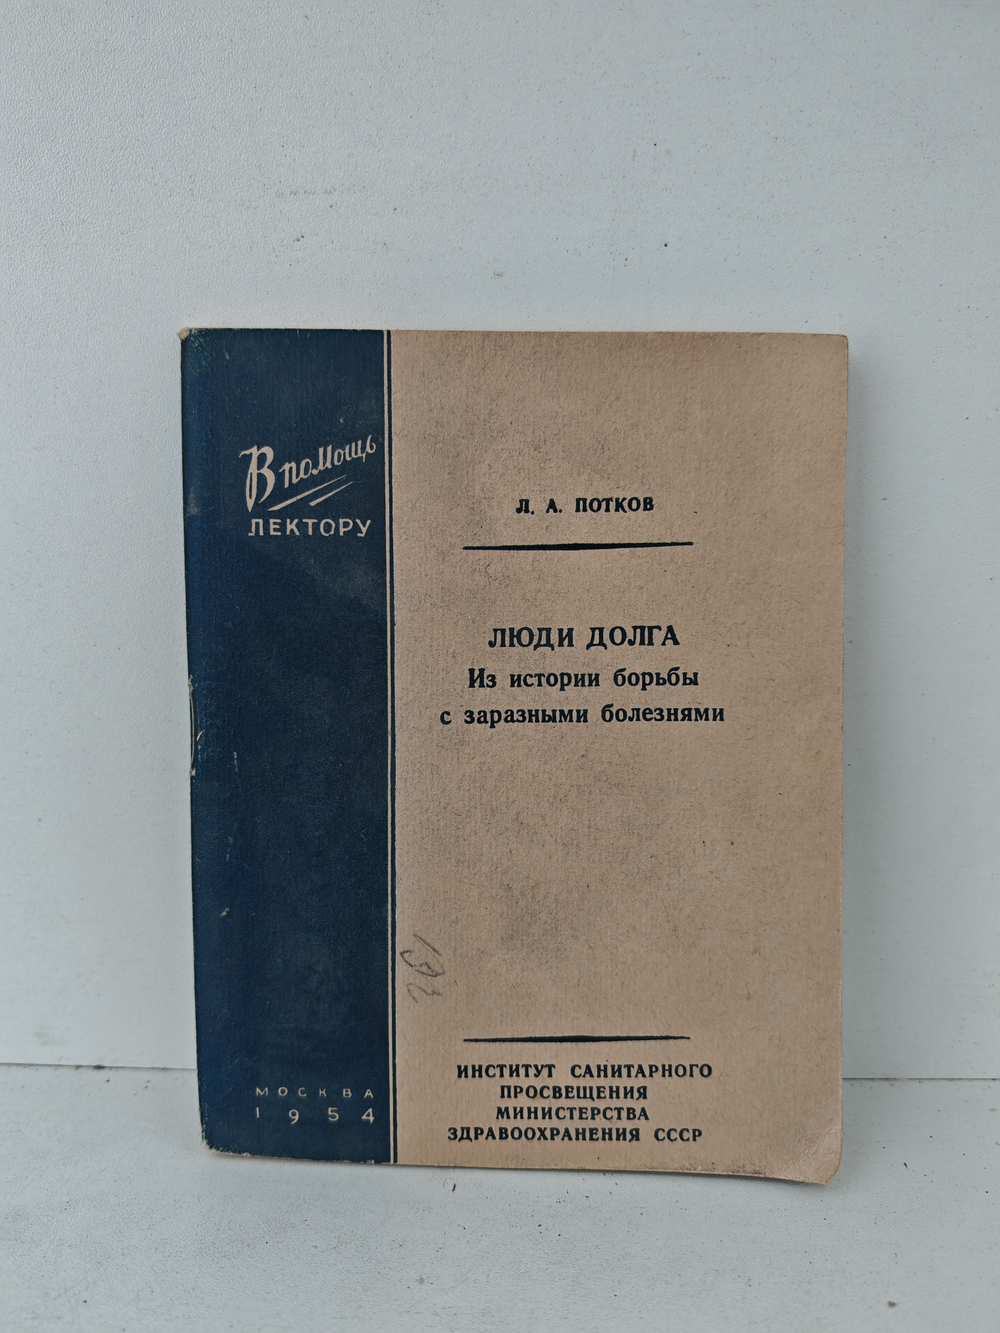 В помощь
ЛЕКТОРУ
Л. А. ПОТКОВ
ЛЮДИ ДОЛГА
Из истории борьбы
с заразными болезнями
ИНСТИТУТ САНИТАРНОГО
ПРОСВЕЩЕНИЯ
МИНИСТЕРСТВА
ЗДРАВООХРАНЕНИЯ СССР
МОСКВА
1954